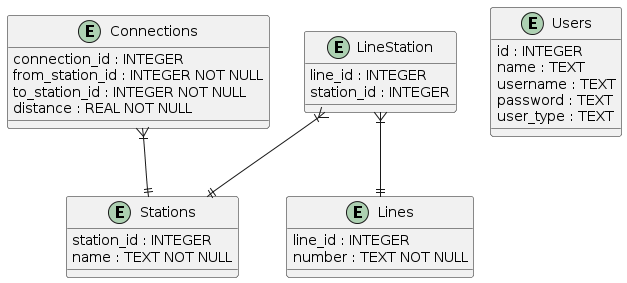 E Connections
connection_id : INTEGER
from_station_id : INTEGER NOT NULL
to_station_id : INTEGER NOT NULL
distance : REAL NOT NULL
E LineStation
line_id : INTEGER
station_id : INTEGER
E Users
id : INTEGER
name : TEXT
username : TEXT
password : TEXT
user_type : TEXT
E Stations
station_id : INTEGER
name : TEXT NOT NULL
E Lines
line_id : INTEGER
number : TEXT NOT NULL